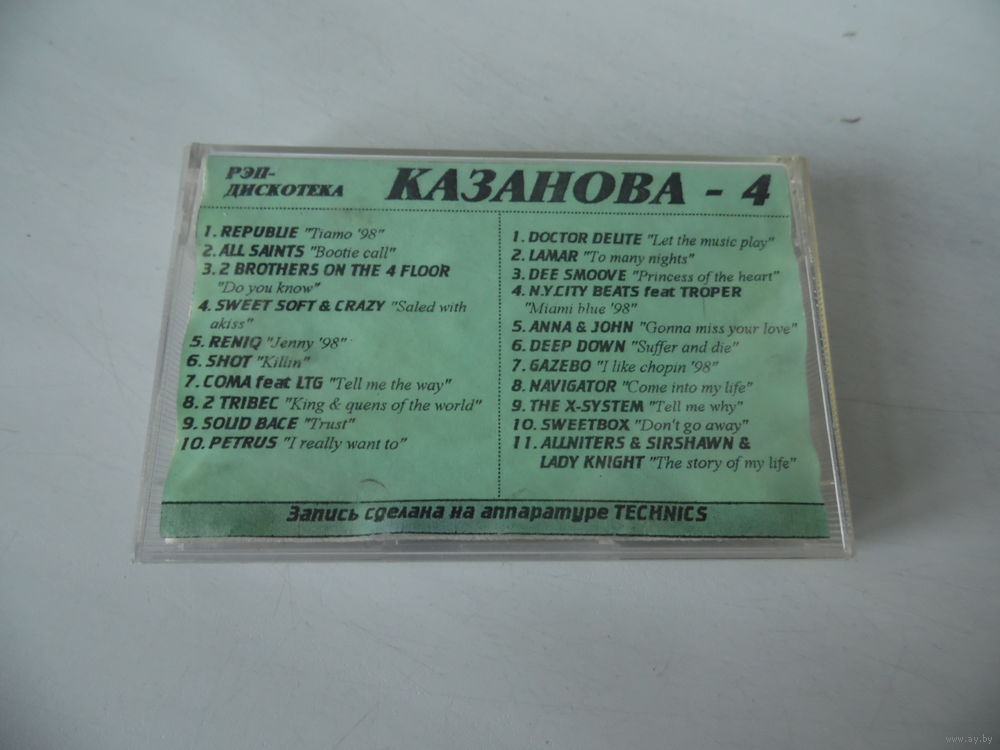 РЭП-
ДИСКОТЕКА
КАЗАНОВА - 4
1. REPUBLIE "Tiamo '98"
2. ALL SAINTS "Bootie call"
3. 2 BROTHERS ON THE 4 FLOOR
"Do you know"
4. SWEET SOFT & CRAZY "Saled with
akiss"
5. RENIQ "Jenny '98"
6. SHOT "Killin"
7. COMA feat LTG "Tell me the way"
8. 2 TRIBEC "King & quens of the world"
9. SOLID BACE "Trust"
10. PETRUS "I really want to"
1. DOCTOR DELITE "Let the music play"
2. LAMAR "To many nights"
3. DEE SMOOVE "Princess of the heart"
4. N.Y.CITY BEATS feat TROPER
"Miami blue '98"
5. ANNA & JOHN "Gonna miss your love"
6. DEEP DOWN "Suffer and die"
7. GAZEBO "I like chopin '98"
8. NAVIGATOR "Come into my life"
9. THE X-SYSTEM "Tell me why"
10. SWEETBOX "Don't go away"
11. ALLNITERS & SIRSHAWN &
LADY KNIGHT "The story of my life"
Запись сделана на аппаратуре TECHNICS
www.ay.by